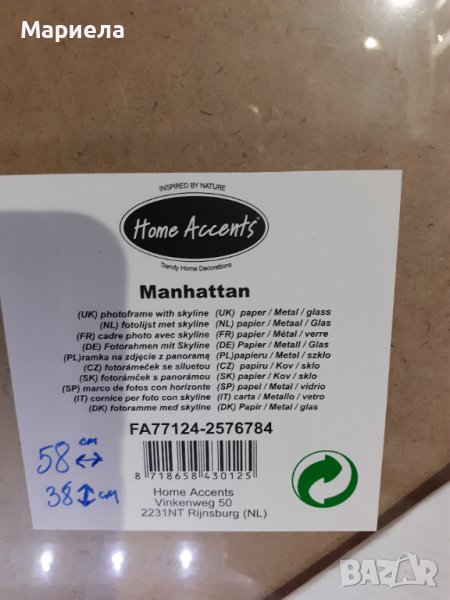 Мариела
INSPIRED BY NATURE
Home Accents
Trendy Home Decorations
Manhattan
(UK) photoframe with skyline (UK) paper / Metal / glass
(NL) fotolijst met skyline (NL) papier / Metaal / Glas
(FR) cadre photo avec skyline (FR) papier / Métal / verre
(DE) Fotorahmen mit Skyline (DE) Papier / Metall / Glas
(PL)ramka na zdjęcie z panoramą (PL)papieru / Metal / szkło
(CZ) fotorámeček se siluetou (CZ) papíru / Kov / sklo
(SK) fotorámček s panorámou (SK) papier / Kov / sklo
(SP) marco de fotos con horizonte (SP) papel / Metal / vidrio
(IT) cornice per foto con skyline (IT) carta / Metallo / vetro
(DK) fotoramme med skyline (DK) Papir / Metal / glas
FA77124-2576784
8 718658 430125
Home Accents
Vinkenweg 50
2231NT Rijnsburg (NL)
58 cm ↔
38 ↕ cm
BAZAR